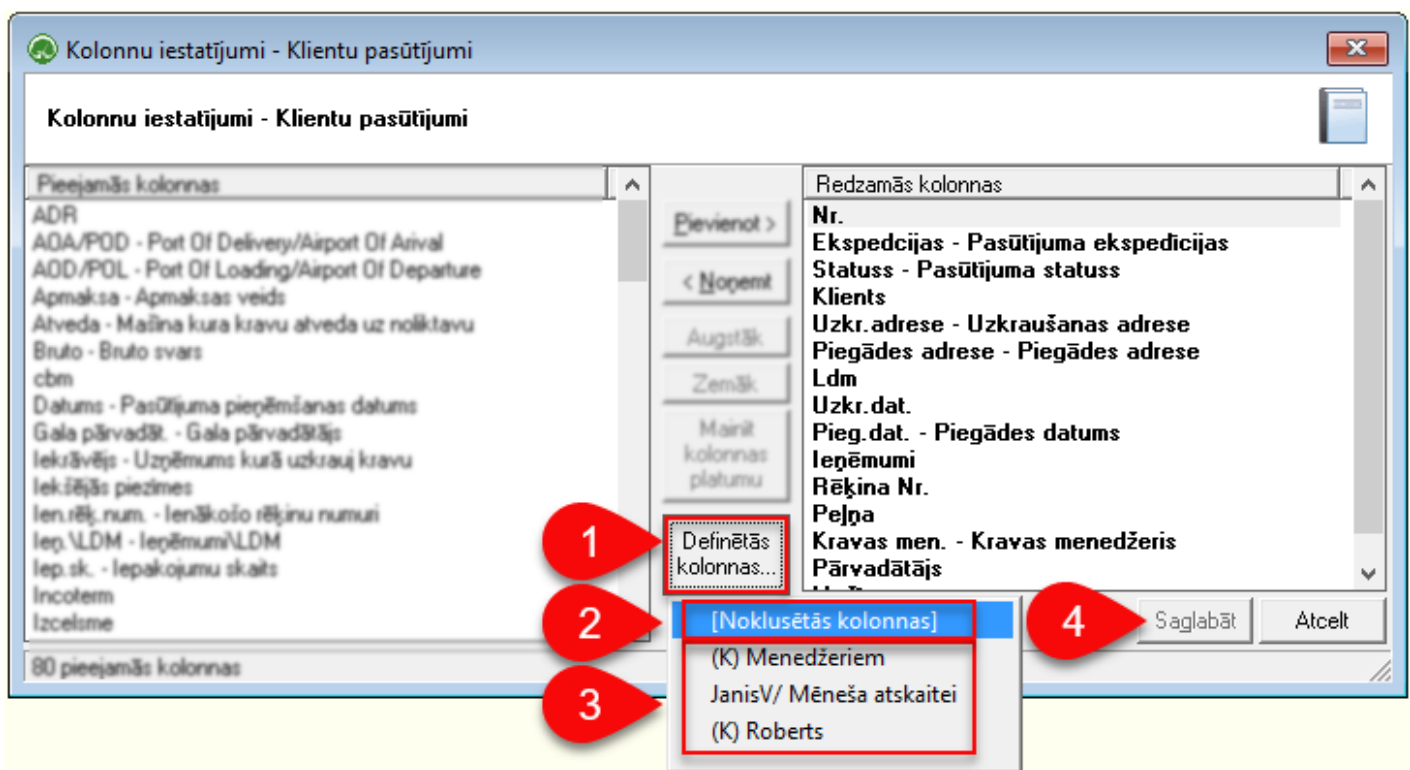 Kolonnu iestatījumi - Klientu pasūtījumi
Kolonnu iestatījumi - Klientu pasūtījumi
Pieejamās kolonnas
ADR
AOA/POD - Port Of Delivery/Airport Of Arival
AOD/POL - Port Of Loading/Airport Of Departure
Apmaksa - Apmaksas veids
Atveda - Mašīna kura kravu atveda uz noliktavu
Bruto - Bruto svars
cbm
Datums - Pasūtījuma pieņēmšanas datums
Gala pārvadāt. - Gala pārvadātājs
Iekrāvējs - Uzņēmums kurā uzkrauj kravu
Iekšējās piezīmes
Ien.rēķ.num. - Ienākošo rēķinu numuri
Ieņ.\LDM - Ieņēmumi\LDM
Iep.sk. - Iepakojumu skaits
Incoterm
Izcelsme
80 pieejamās kolonnas
Pievienot >
< Noņemt
Augstāk
Zemāk
Mainīt
kolonnas
platumu
1
Definētās
kolonnas...
2
[Noklusētās kolonnas]
3
(K) Menedžeriem
JanisV/ Mēneša atskaitei
(K) Roberts
Redzamās kolonnas
Nr.
Ekspedcijas - Pasūtījuma ekspedīcijas
Statuss - Pasūtījuma statuss
Klients
Uzkr.adrese - Uzkraušanas adrese
Piegādes adrese - Piegādes adrese
Ldm
Uzkr.dat.
Pieg.dat. - Piegādes datums
Ieņēmumi
Rēķina Nr.
Peļņa
Kravas men. - Kravas menedžeris
Pārvadātājs
4
Saglabāt
Atcelt